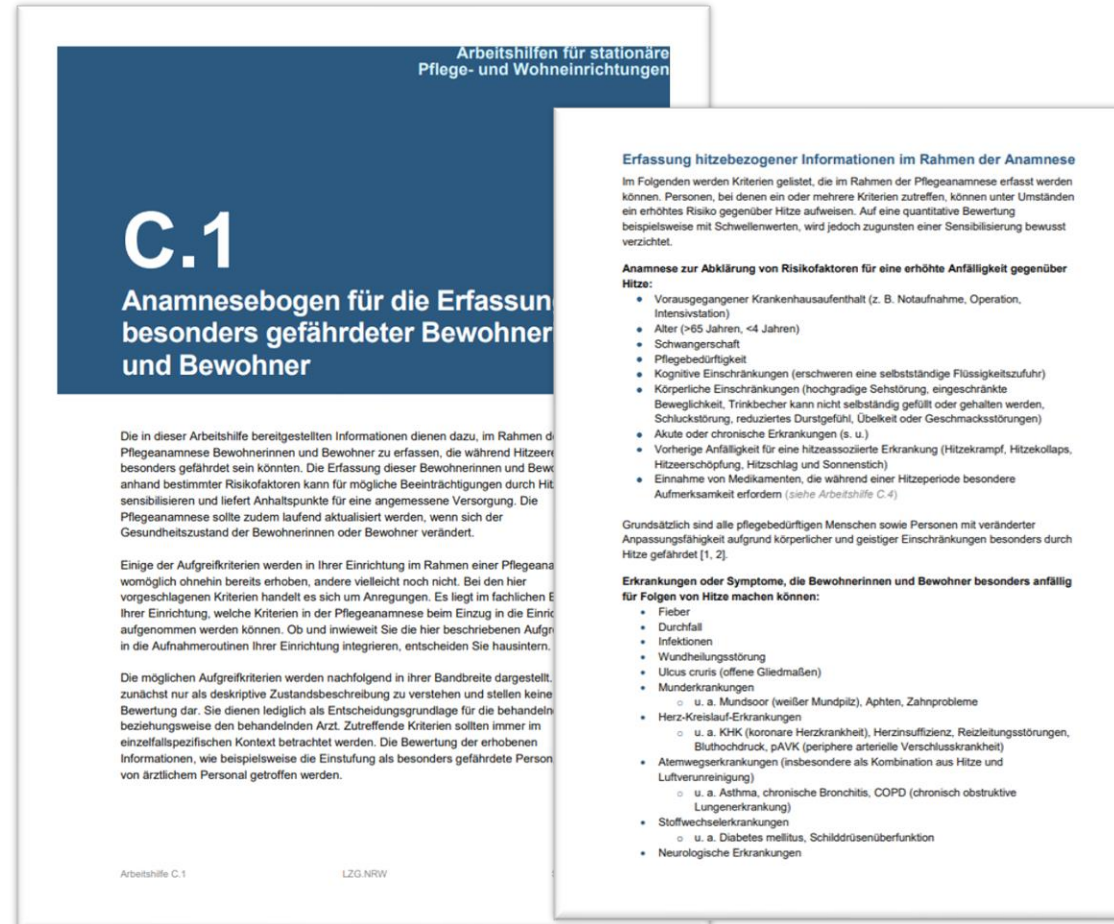 Arbeitshilfen für stationäre
Pflege- und Wohneinrichtungen
C.1
Anamnesebogen für die Erfassun
besonders gefährdeter Bewohner
und Bewohner
Die in dieser Arbeitshilfe bereitgestellten Informationen dienen dazu, im Rahmen d
Pflegeanamnese Bewohnerinnen und Bewohner zu erfassen, die während Hitzeere
besonders gefährdet sein könnten. Die Erfassung dieser Bewohnerinnen und Bewo
anhand bestimmter Risikofaktoren kann für mögliche Beeinträchtigungen durch Hit
sensibilisieren und liefert Anhaltspunkte für eine angemessene Versorgung. Die
Pflegeanamnese sollte zudem laufend aktualisiert werden, wenn sich der
Gesundheitszustand der Bewohnerinnen oder Bewohner verändert.
Einige der Aufgreifkriterien werden in Ihrer Einrichtung im Rahmen einer Pflegeana
womöglich ohnehin bereits erhoben, andere vielleicht noch nicht. Bei den hier
vorgeschlagenen Kriterien handelt es sich um Anregungen. Es liegt im fachlichen E
Ihrer Einrichtung, welche Kriterien in der Pflegeanamnese beim Einzug in die Einric
aufgenommen werden können. Ob und inwieweit Sie die hier beschriebenen Aufgr
in die Aufnahmeroutinen Ihrer Einrichtung integrieren, entscheiden Sie hausintern.
Die möglichen Aufgreifkriterien werden nachfolgend in ihrer Bandbreite dargestellt.
zunächst nur als deskriptive Zustandsbeschreibung zu verstehen und stellen keine
Bewertung dar. Sie dienen lediglich als Entscheidungsgrundlage für die behandeln
beziehungsweise den behandelnden Arzt. Zutreffende Kriterien sollten immer im
einzelfallspezifischen Kontext betrachtet werden. Die Bewertung der erhobenen
Informationen, wie beispielsweise die Einstufung als besonders gefährdete Person
von ärztlichem Personal getroffen werden.
Arbeitshilfe C.1 LZG.NRW
Erfassung hitzebezogener Informationen im Rahmen der Anamnese
Im Folgenden werden Kriterien gelistet, die im Rahmen der Pflegeanamnese erfasst werden
können. Personen, bei denen ein oder mehrere Kriterien zutreffen, können unter Umständen
ein erhöhtes Risiko gegenüber Hitze aufweisen. Auf eine quantitative Bewertung
beispielsweise mit Schwellenwerten, wird jedoch zugunsten einer Sensibilisierung bewusst
verzichtet.
Anamnese zur Abklärung von Risikofaktoren für eine erhöhte Anfälligkeit gegenüber
Hitze:
• Vorausgegangener Krankenhausaufenthalt (z. B. Notaufnahme, Operation,
Intensivstation)
• Alter (>65 Jahren, <4 Jahren)
• Schwangerschaft
• Pflegebedürftigkeit
• Kognitive Einschränkungen (erschweren eine selbstständige Flüssigkeitszufuhr)
• Körperliche Einschränkungen (hochgradige Sehstörung, eingeschränkte
Beweglichkeit, Trinkbecher kann nicht selbständig gefüllt oder gehalten werden,
Schluckstörung, reduziertes Durstgefühl, Übelkeit oder Geschmacksstörungen)
• Akute oder chronische Erkrankungen (s. u.)
• Vorherige Anfälligkeit für eine hitzeassoziierte Erkrankung (Hitzekrampf, Hitzekollaps,
Hitzeerschöpfung, Hitzschlag und Sonnenstich)
• Einnahme von Medikamenten, die während einer Hitzeperiode besondere
Aufmerksamkeit erfordern (siehe Arbeitshilfe C.4)
Grundsätzlich sind alle pflegebedürftigen Menschen sowie Personen mit veränderter
Anpassungsfähigkeit aufgrund körperlicher und geistiger Einschränkungen besonders durch
Hitze gefährdet [1, 2].
Erkrankungen oder Symptome, die Bewohnerinnen und Bewohner besonders anfällig
für Folgen von Hitze machen können:
• Fieber
• Durchfall
• Infektionen
• Wundheilungsstörung
• Ulcus cruris (offene Gliedmaßen)
• Munderkrankungen
○ u. a. Mundsoor (weißer Mundpilz), Aphten, Zahnprobleme
• Herz-Kreislauf-Erkrankungen
○ u. a. KHK (koronare Herzkrankheit), Herzinsuffizienz, Reizleitungsstörungen,
Bluthochdruck, pAVK (periphere arterielle Verschlusskrankheit)
• Atemwegserkrankungen (insbesondere als Kombination aus Hitze und
Luftverunreinigung)
○ u. a. Asthma, chronische Bronchitis, COPD (chronisch obstruktive
Lungenerkrankung)
• Stoffwechselerkrankungen
○ u. a. Diabetes mellitus, Schilddrüsenüberfunktion
• Neurologische Erkrankungen